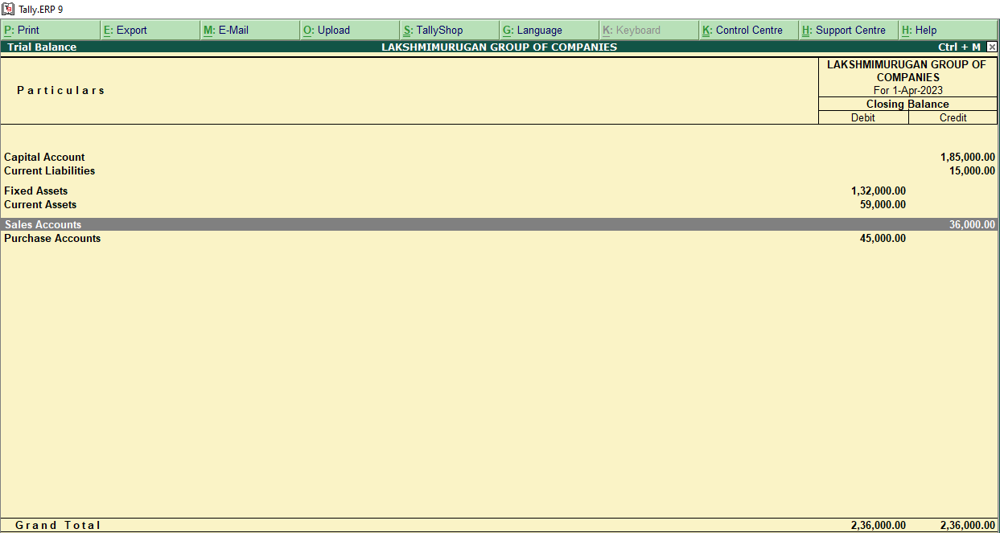 Tally.ERP 9
P: Print E: Export M: E-Mail O: Upload S: TallyShop G: Language K: Keyboard K: Control Centre H: Support Centre H: Help
Trial Balance LAKSHMIMURUGAN GROUP OF COMPANIES Ctrl + M
Particulars
LAKSHMIMURUGAN GROUP OF
COMPANIES
For 1-Apr-2023
Closing Balance
Debit Credit
Capital Account 1,85,000.00
Current Liabilities 15,000.00
Fixed Assets 1,32,000.00
Current Assets 59,000.00
Sales Accounts 36,000.00
Purchase Accounts 45,000.00
Grand Total 2,36,000.00 2,36,000.00